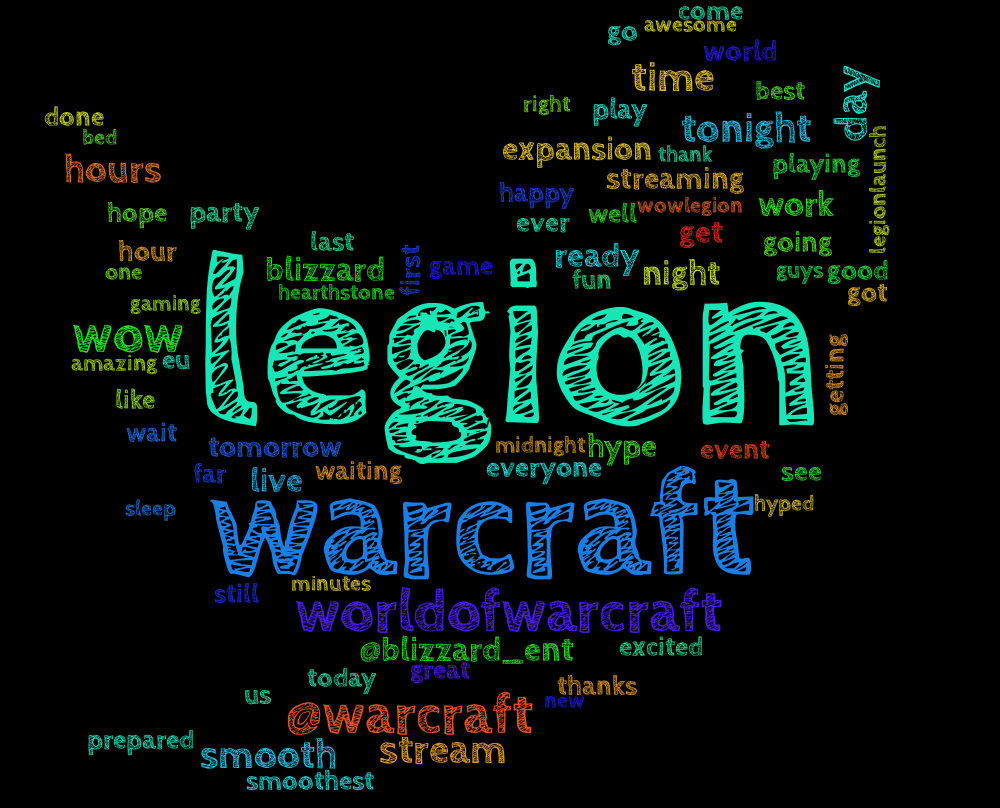 come
go awesome
world
time
best
day
right play
tonight
done
bed
expansion thank
legionlaunch
hours
streaming
playing
happy
wowlegion
work
hope party
ever well
get
last
hour
going
blizzard
first
game
ready
night
one
fun
guys good
hearthstone
got
gaming
legion
wow
amazing eu
getting
like
wait
tomorrow
midnight hype
event
far
live
waiting
everyone
see
sleep
warcraft
hyped
still
minutes
worldofwarcraft
@blizzard_ent
excited
great
today
thanks
us
new
@warcraft
prepared
smooth
stream
smoothest